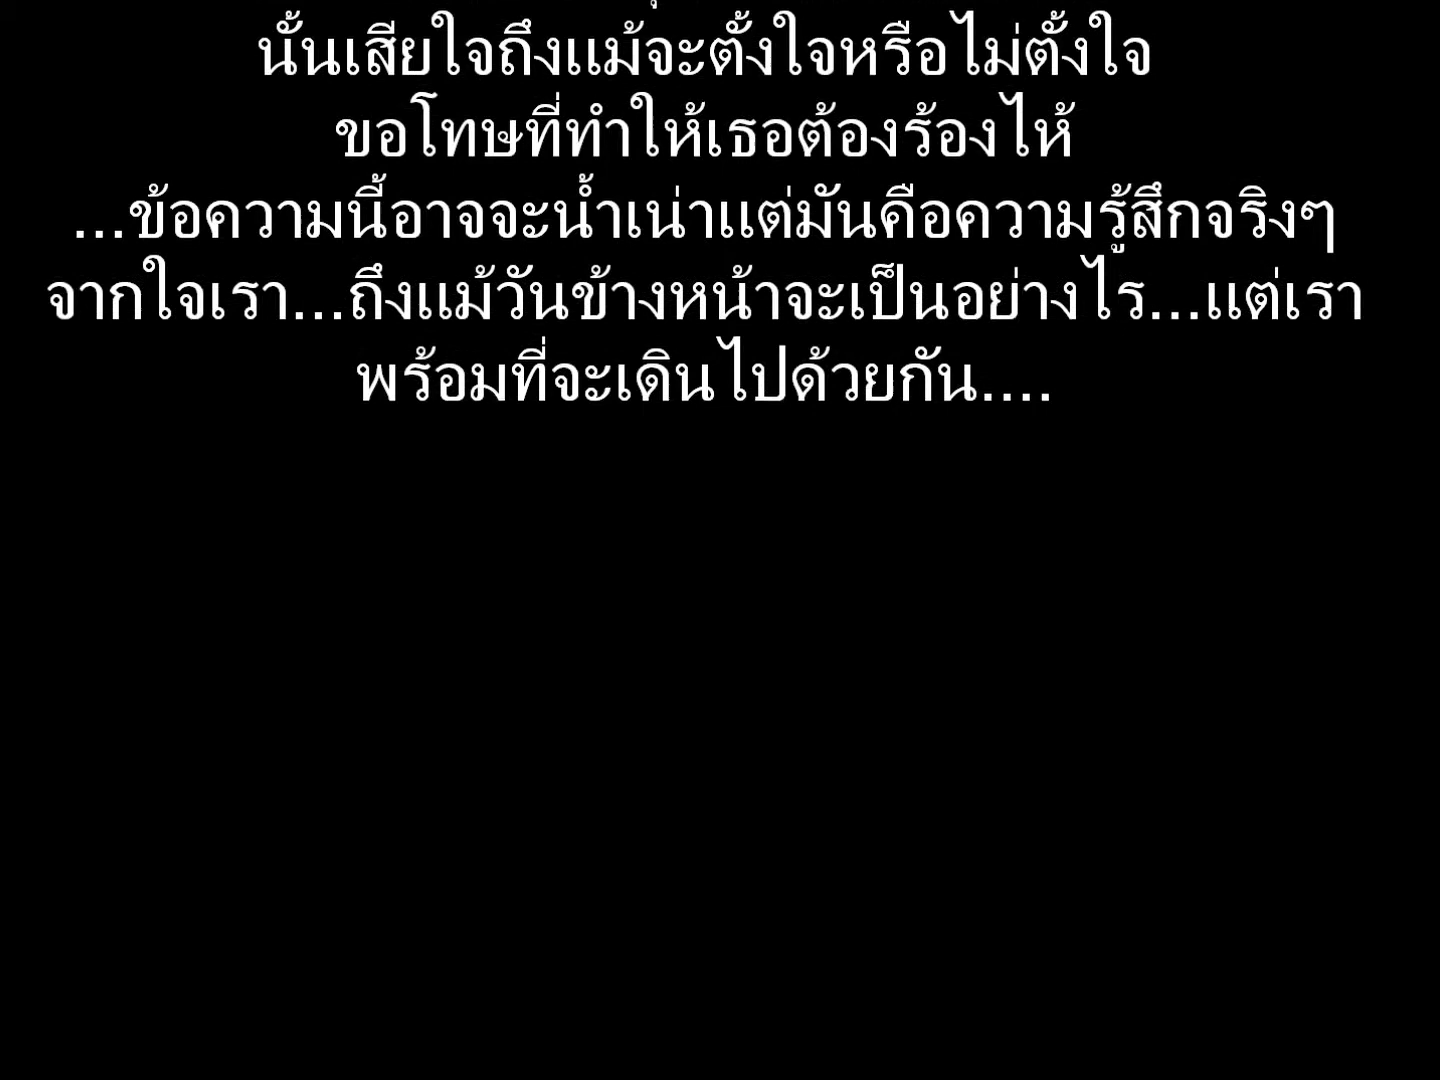 นั้นเสียใจถึงแม้จะตั้งใจหรือไม่ตั้งใจ
ขอโทษที่ทำให้เธอต้องร้องไห้
...ข้อความนี้อาจจะน้ำเน่าแต่มันคือความรู้สึกจริงๆ
จากใจเรา...ถึงแม้วันข้างหน้าจะเป็นอย่างไร...แต่เรา
พร้อมที่จะเดินไปด้วยกัน....